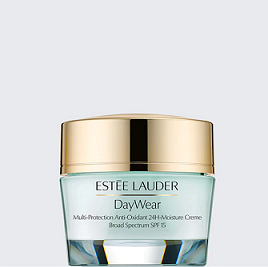 ESTĒE LAUDER
DayWear
Multi-Protection Anti-Oxidant 24H-Moisture Creme
Broad Spectrum SPF 15